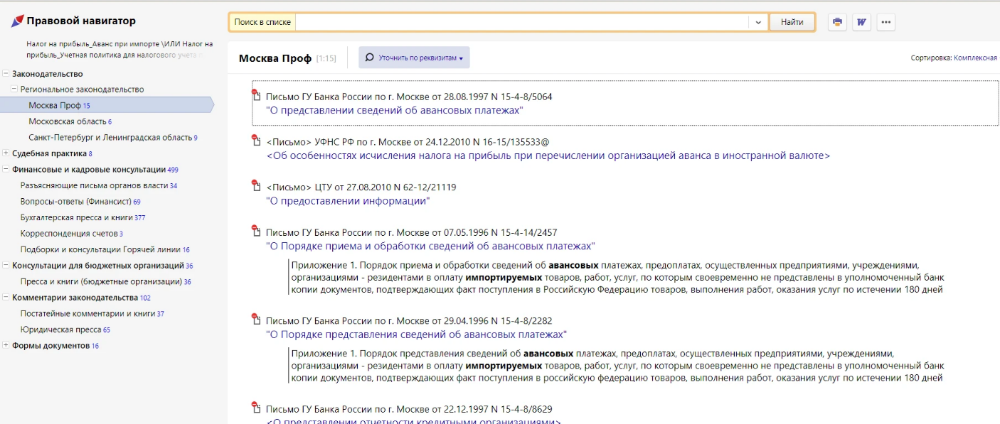 Правовой навигатор
Налог на прибыль_Аванс при импорте \ИЛИ Налог на
прибыль_Учетная политика для налогового учета п
Законодательство
Региональное законодательство
Москва Проф 15
Московская область 6
Санкт-Петербург и Ленинградская область 9
Судебная практика 8
Финансовые и кадровые консультации 499
Разъясняющие письма органов власти 34
Вопросы-ответы (Финансист) 69
Бухгалтерская пресса и книги 377
Корреспонденция счетов 3
Подборки и консультации Горячей линии 16
Консультации для бюджетных организаций 36
Пресса и книги (бюджетные организации) 36
Комментарии законодательства 102
Постатейные комментарии и книги 37
Юридическая пресса 65
Формы документов 16
Поиск в списке
Найти
W
Москва Проф [1:15]
Уточнить по реквизитам
Сортировка: Комплексная
Письмо ГУ Банка России по г. Москве от 28.08.1997 N 15-4-8/5064
"О представлении сведений об авансовых платежах"
<Письмо> УФНС РФ по г. Москве от 24.12.2010 N 16-15/135533@
<Об особенностях исчисления налога на прибыль при перечислении организацией аванса в иностранной валюте>
<Письмо> ЦТУ от 27.08.2010 N 62-12/21119
"О предоставлении информации"
Письмо ГУ Банка России по г. Москве от 07.05.1996 N 15-4-14/2457
"О Порядке приема и обработки сведений об авансовых платежах"
Приложение 1. Порядок приема и обработки сведений об авансовых платежах, предоплатах, осуществленных предприятиями, учреждениями,
организациями - резидентами в оплату импортируемых товаров, работ, услуг, по которым своевременно не представлены в уполномоченный банк
копии документов, подтверждающих факт поступления в Российскую Федерацию товаров, выполнения работ, оказания услуг по истечении 180 дней
Письмо ГУ Банка России по г. Москве от 29.04.1996 N 15-4-8/2282
"О Порядке представления сведений об авансовых платежах"
Приложение 1. Порядок представления сведений об авансовых платежах, предоплатах, осуществленных предприятиями, учреждениями,
организациями - резидентами в оплату импортируемых товаров, работ, услуг, по которым своевременно не представлены в уполномоченный банк
копии документов, подтверждающих факт поступления в российскую федерацию товаров, выполнения работ, оказания услуг по истечении 180 дней
Письмо ГУ Банка России по г. Москве от 22.12.1997 N 15-4-8/8629
<О представлении отчетности кредитными организациями>